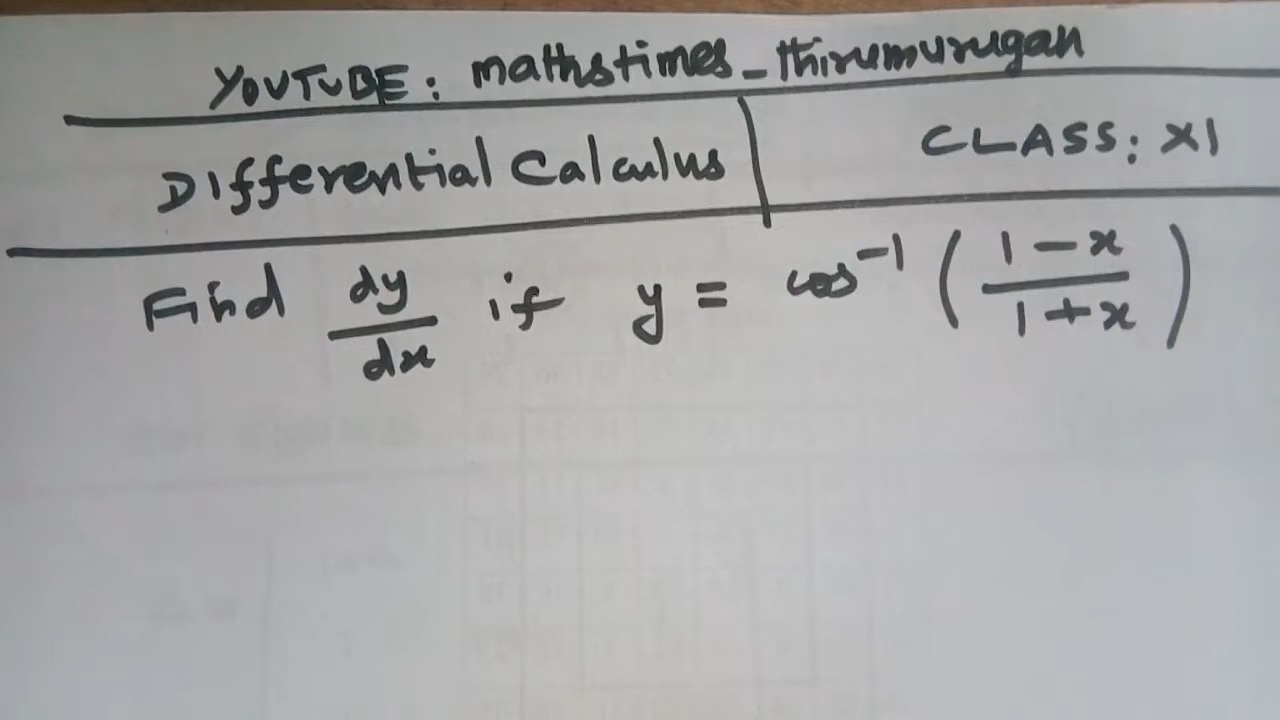 YOUTUBE: mathstimes_thirumurugan
Differential Calculus CLASS: XI
Find dy/dx if y = cos⁻¹ (1-x/1+x)